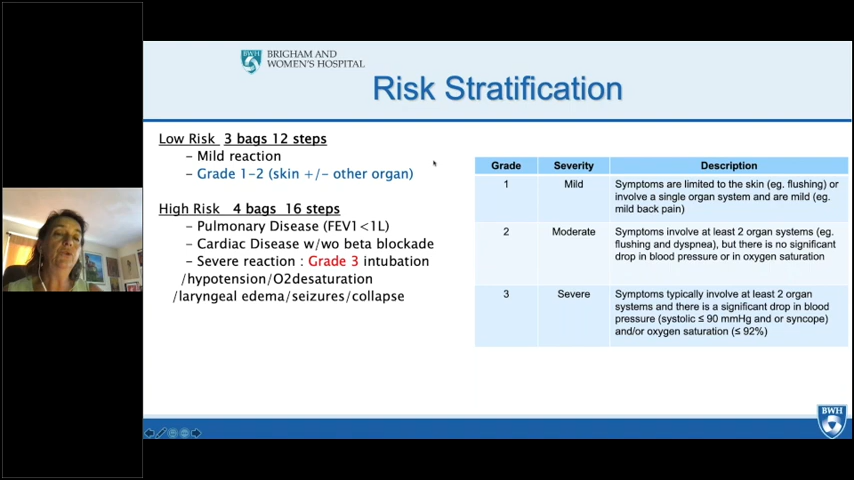 BWH
BRIGHAM AND
WOMEN'S HOSPITAL
Risk Stratification
Low Risk  3 bags 12 steps
– Mild reaction
– Grade 1-2 (skin +/- other organ)
High Risk  4 bags  16 steps
– Pulmonary Disease (FEV1<1L)
– Cardiac Disease w/wo beta blockade
– Severe reaction : Grade 3 intubation
/hypotension/O2desaturation
/laryngeal edema/seizures/collapse
Grade Severity Description
1 Mild Symptoms are limited to the skin (eg. flushing) or
involve a single organ system and are mild (eg.
mild back pain)
2 Moderate Symptoms involve at least 2 organ systems (eg.
flushing and dyspnea), but there is no significant
drop in blood pressure or in oxygen saturation
3 Severe Symptoms typically involve at least 2 organ
systems and there is a significant drop in blood
pressure (systolic ≤ 90 mmHg and or syncope)
and/or oxygen saturation (≤ 92%)
BWH